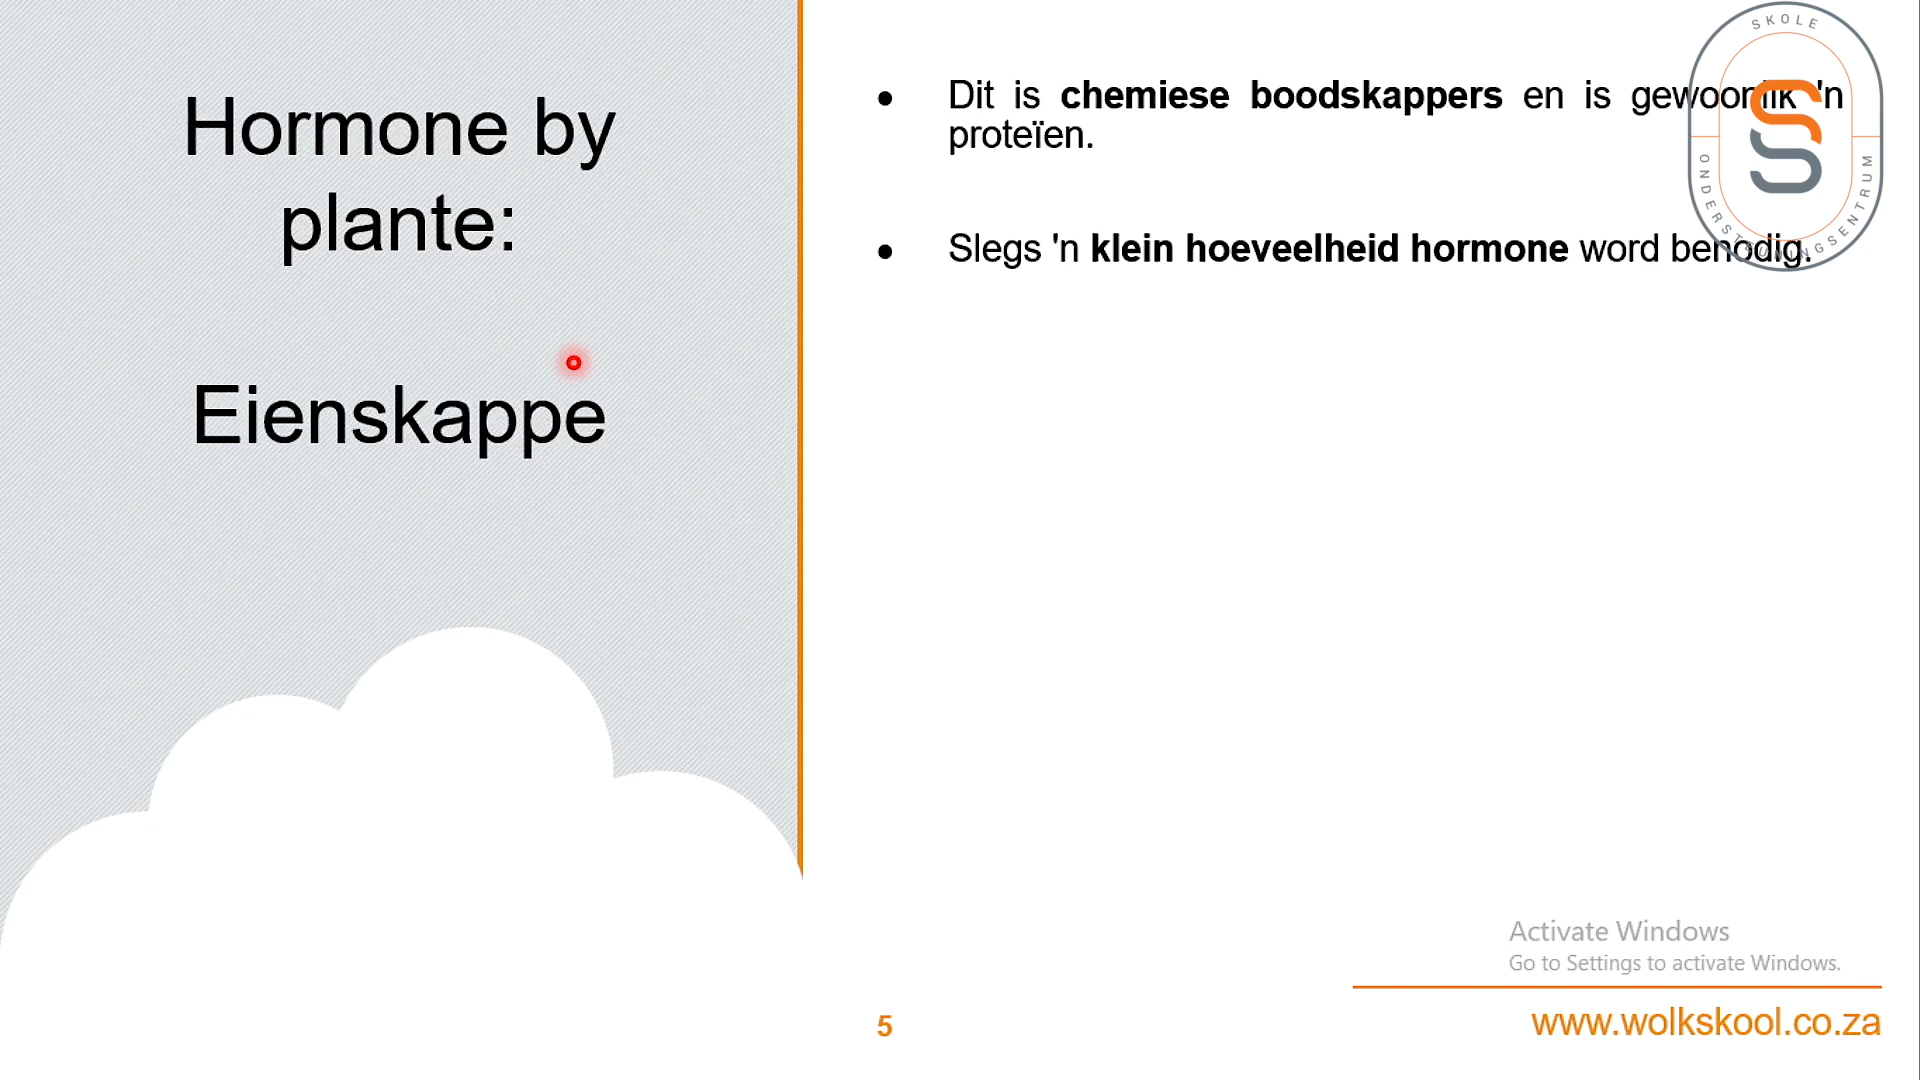 Hormone by
plante:
Eienskappe
• Dit is chemiese boodskappers en is gewoonlik 'n
proteïen.
• Slegs 'n klein hoeveelheid hormone word benodig.
SKOLE
ONDERSTEUNINGSENTRUM
Activate Windows
Go to Settings to activate Windows.
5
www.wolkskool.co.za